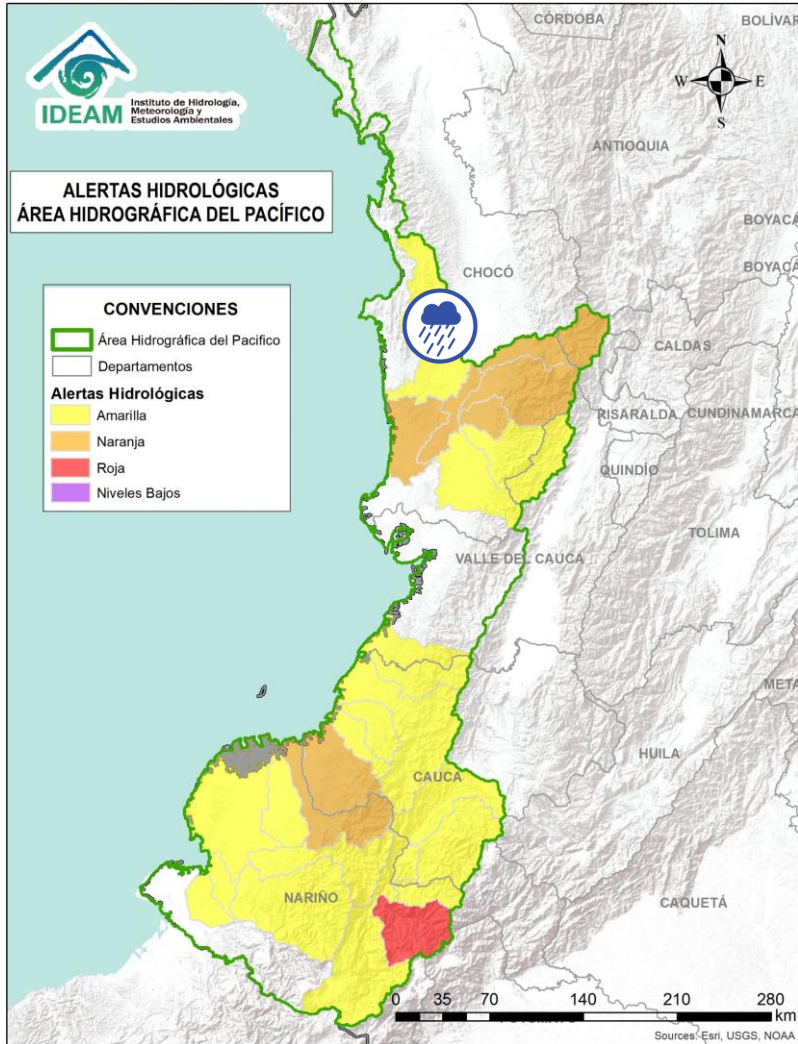 CÓRDOBA
BOLÍVAR
IDEAM
Instituto de Hidrología,
Meteorología y
Estudios Ambientales
N
W
E
S
ANTIOQUIA
ALERTAS HIDROLÓGICAS
ÁREA HIDROGRÁFICA DEL PACÍFICO
BOYACÁ
BOYACÁ
CHOCÓ
CONVENCIONES
Área Hidrográfica del Pacifico
Departamentos
Alertas Hidrológicas
Amarilla
Naranja
Roja
Niveles Bajos
CALDAS
RISARALDA
CUNDINAMARCA
QUINDÍO
TOLIMA
VALLE DEL CAUCA
META
HUILA
CAUCA
NARIÑO
CAQUETÁ
0 35 70 140 210 280
km
Sources: Esri, USGS, NOAA